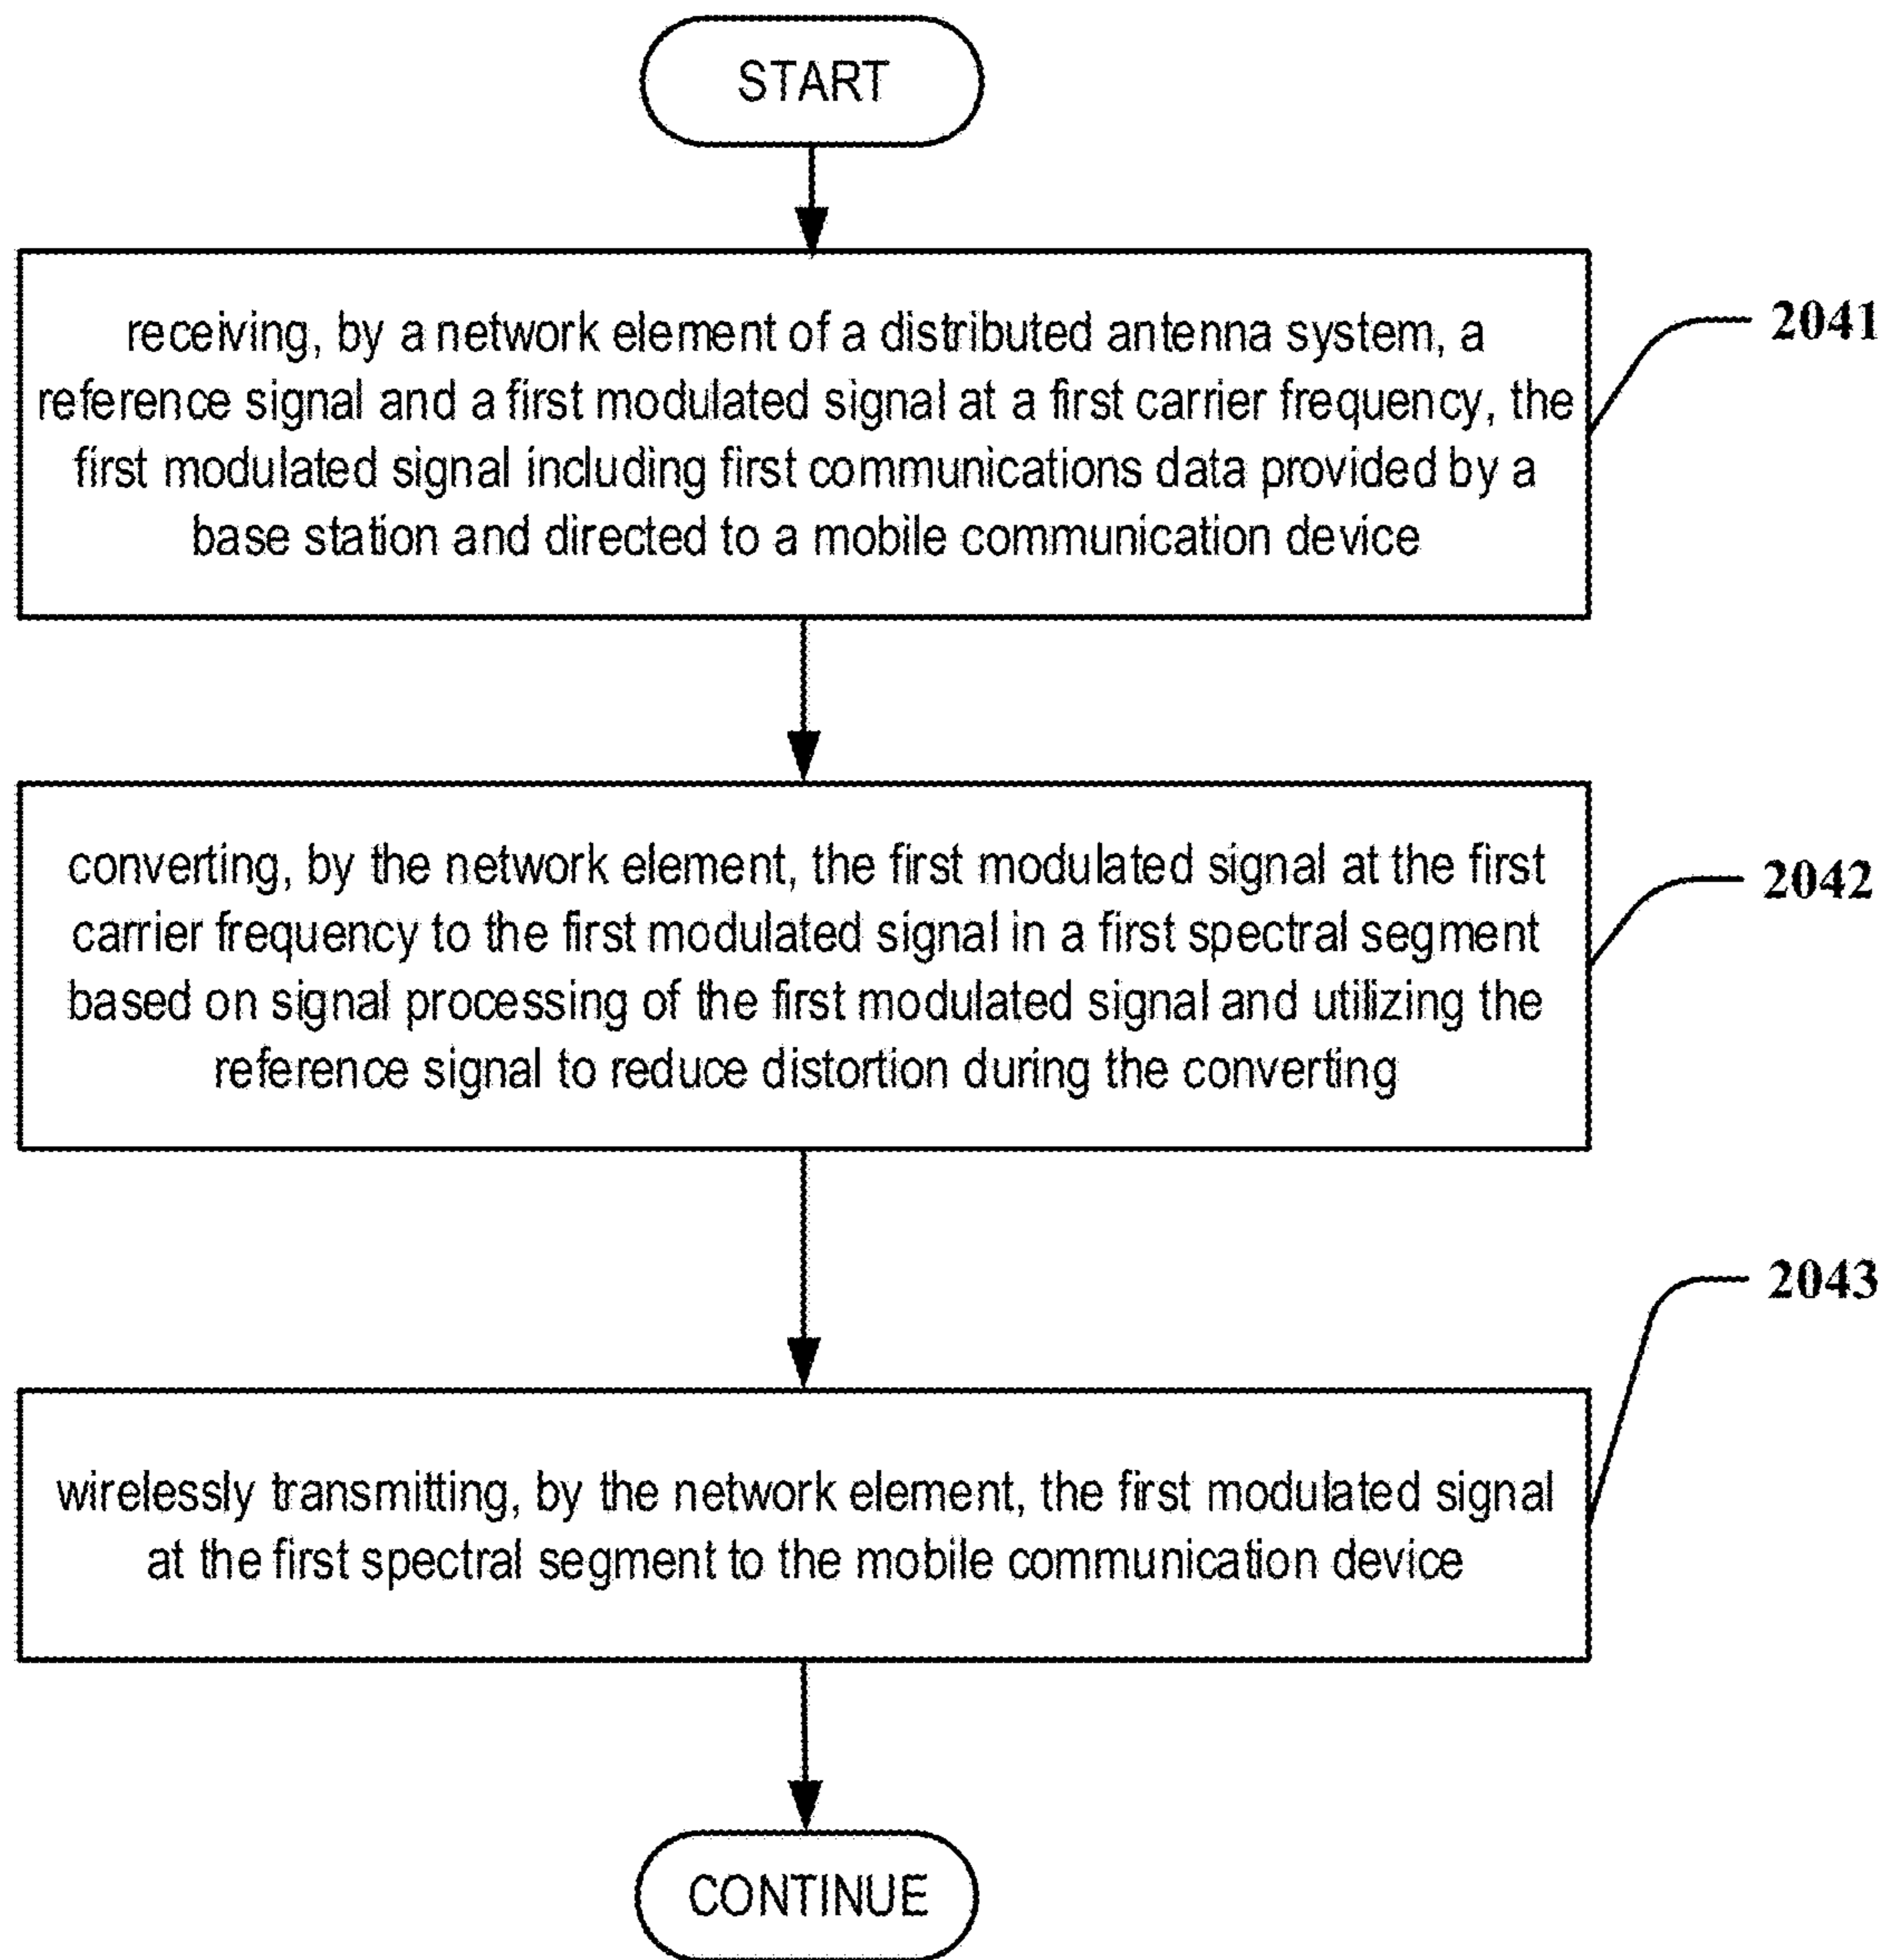 START
receiving, by a network element of a distributed antenna system, a
reference signal and a first modulated signal at a first carrier frequency, the
first modulated signal including first communications data provided by a
base station and directed to a mobile communication device
2041
converting, by the network element, the first modulated signal at the first
carrier frequency to the first modulated signal in a first spectral segment
based on signal processing of the first modulated signal and utilizing the
reference signal to reduce distortion during the converting
2042
wirelessly transmitting, by the network element, the first modulated signal
at the first spectral segment to the mobile communication device
2043
CONTINUE